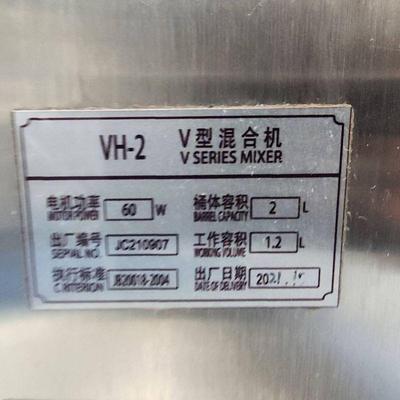 VH-2 V型混合机
V SERIES MIXER
电机功率 60 W 桶体容积 2 L
MOTOR POWER BARREL CAPACITY
出厂编号 JC210907 工作容积 1.2 L
SERIAL NO. WORKING VOLUME
执行标准 JB20018-2004 出厂日期
CRITERION DATE OF DELIVERY